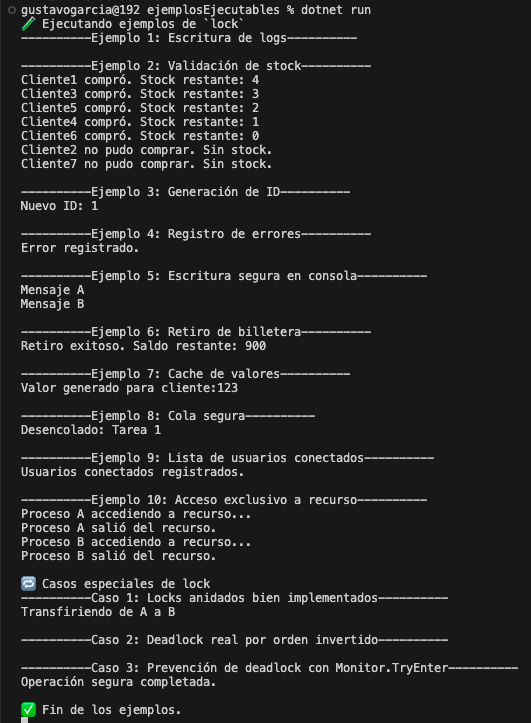 gustavogarcia@192 ejemplosEjecutables % dotnet run
🧪 Ejecutando ejemplos de `lock`
----------Ejemplo 1: Escritura de logs----------
----------Ejemplo 2: Validación de stock----------
Cliente1 compró. Stock restante: 4
Cliente3 compró. Stock restante: 3
Cliente5 compró. Stock restante: 2
Cliente4 compró. Stock restante: 1
Cliente6 compró. Stock restante: 0
Cliente2 no pudo comprar. Sin stock.
Cliente7 no pudo comprar. Sin stock.
----------Ejemplo 3: Generación de ID----------
Nuevo ID: 1
----------Ejemplo 4: Registro de errores----------
Error registrado.
----------Ejemplo 5: Escritura segura en consola----------
Mensaje A
Mensaje B
----------Ejemplo 6: Retiro de billetera----------
Retiro exitoso. Saldo restante: 900
----------Ejemplo 7: Cache de valores----------
Valor generado para cliente:123
----------Ejemplo 8: Cola segura----------
Desencolado: Tarea 1
----------Ejemplo 9: Lista de usuarios conectados----------
Usuarios conectados registrados.
----------Ejemplo 10: Acceso exclusivo a recurso----------
Proceso A accediendo a recurso...
Proceso A salió del recurso.
Proceso B accediendo a recurso...
Proceso B salió del recurso.
🔁 Casos especiales de lock
----------Caso 1: Locks anidados bien implementados----------
Transfiriendo de A a B
----------Caso 2: Deadlock real por orden invertido----------
----------Caso 3: Prevención de deadlock con Monitor.TryEnter----------
Operación segura completada.
✅ Fin de los ejemplos.